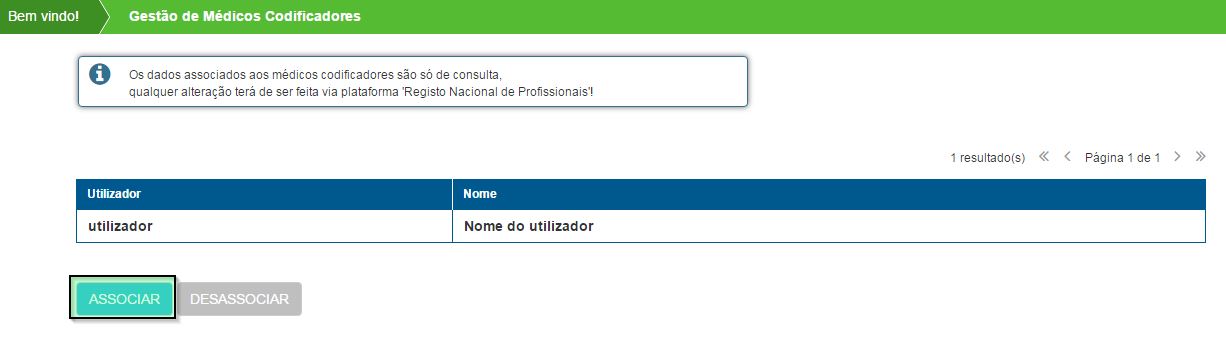 Bem vindo! Gestão de Médicos Codificadores
Os dados associados aos médicos codificadores são só de consulta,
qualquer alteração terá de ser feita via plataforma 'Registo Nacional de Profissionais'!
1 resultado(s) Página 1 de 1
Utilizador Nome
utilizador Nome do utilizador
ASSOCIAR DESASSOCIAR